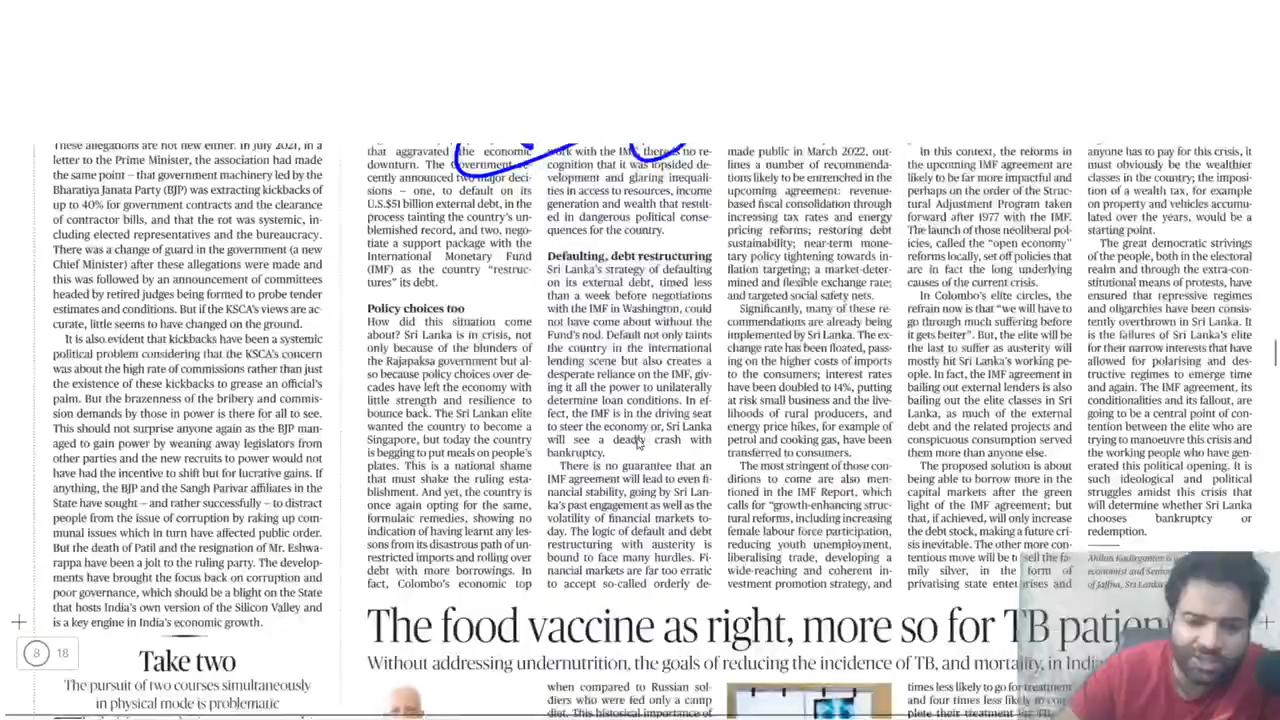 These allegations are not new either. In July 2021, in a
letter to the Prime Minister, the association had made
the same point – that government machinery led by the
Bharatiya Janata Party (BJP) was extracting kickbacks of
up to 40% for government contracts and the clearance
of contractor bills, and that the rot was systemic, in-
cluding elected representatives and the bureaucracy.
There was a change of guard in the government (a new
Chief Minister) after these allegations were made and
this was followed by an announcement of committees
headed by retired judges being formed to probe tender
estimates and conditions. But if the KSCA's views are ac-
curate, little seems to have changed on the ground.
It is also evident that kickbacks have been a systemic
political problem considering that the KSCA's concern
was about the high rate of commissions rather than just
the existence of these kickbacks to grease an official's
palm. But the brazenness of the bribery and commis-
sion demands by those in power is there for all to see.
This should not surprise anyone again as the BJP man-
aged to gain power by weaning away legislators from
other parties and the new recruits to power would not
have had the incentive to shift but for lucrative gains. If
anything, the BJP and the Sangh Parivar affiliates in the
State have sought – and rather successfully – to distract
people from the issue of corruption by raking up com-
munal issues which in turn have affected public order.
But the death of Patil and the resignation of Mr. Eshwa-
rappa have been a jolt to the ruling party. The develop-
ments have brought the focus back on corruption and
poor governance, which should be a blight on the State
that hosts India's own version of the Silicon Valley and
is a key engine in India's economic growth.
8 18
Take two
The pursuit of two courses simultaneously
in physical mode is problematic
that aggravated the economic
downturn. The Government re-
cently announced two major deci-
sions – one, to default on its
U.S.$51 billion external debt, in the
process tainting the country's un-
blemished record, and two, nego-
tiate a support package with the
International Monetary Fund
(IMF) as the country "restruc-
tures" its debt.
Policy choices too
How did this situation come
about? Sri Lanka is in crisis, not
only because of the blunders of
the Rajapaksa government but al-
so because policy choices over de-
cades have left the economy with
little strength and resilience to
bounce back. The Sri Lankan elite
wanted the country to become a
Singapore, but today the country
is begging to put meals on people's
plates. This is a national shame
that must shake the ruling esta-
blishment. And yet, the country is
once again opting for the same,
formulaic remedies, showing no
indication of having learnt any les-
sons from its disastrous path of un-
restricted imports and rolling over
debt with more borrowings. In
fact, Colombo's economic top
work with the IMF, there is no re-
cognition that it was lopsided de-
velopment and glaring inequali-
ties in access to resources, income
generation and wealth that result-
ed in dangerous political conse-
quences for the country.
Defaulting, debt restructuring
Sri Lanka's strategy of defaulting
on its external debt, timed less
than a week before negotiations
with the IMF in Washington, could
not have come about without the
Fund's nod. Default not only taints
the country in the international
lending scene but also creates a
desperate reliance on the IMF, giv-
ing it all the power to unilaterally
determine loan conditions. In ef-
fect, the IMF is in the driving seat
to steer the economy or, Sri Lanka
will see a deadly crash with
bankruptcy.
There is no guarantee that an
IMF agreement will lead to even fi-
nancial stability, going by Sri Lan-
ka's past engagement as well as the
volatility of financial markets to-
day. The logic of default and debt
restructuring with austerity is
bound to face many hurdles. Fi-
nancial markets are far too erratic
to accept so-called orderly de-
made public in March 2022, out-
lines a number of recommenda-
tions likely to be entrenched in the
upcoming agreement: revenue-
based fiscal consolidation through
increasing tax rates and energy
pricing reforms; restoring debt
sustainability; near-term mone-
tary policy tightening towards in-
flation targeting; a market-deter-
mined and flexible exchange rate;
and targeted social safety nets.
Significantly, many of these re-
commendations are already being
implemented by Sri Lanka. The ex-
change rate has been floated, pass-
ing on the higher costs of imports
to the consumers; interest rates
have been doubled to 14%, putting
at risk small business and the live-
lihoods of rural producers, and
energy price hikes, for example of
petrol and cooking gas, have been
transferred to consumers.
The most stringent of those con-
ditions to come are also men-
tioned in the IMF Report, which
calls for "growth-enhancing struc-
tural reforms, including increasing
female labour force participation,
reducing youth unemployment,
liberalising trade, developing a
wide-reaching and coherent in-
vestment promotion strategy, and
In this context, the reforms in
the upcoming IMF agreement are
likely to be far more impactful and
perhaps on the order of the Struc-
tural Adjustment Program taken
forward after 1977 with the IMF.
The launch of those neoliberal pol-
icies, called the "open economy"
reforms locally, set off policies that
are in fact the long underlying
causes of the current crisis.
In Colombo's elite circles, the
refrain now is that "we will have to
go through much suffering before
it gets better". But, the elite will be
the last to suffer as austerity will
mostly hit Sri Lanka's working pe-
ople. In fact, the IMF agreement in
bailing out external lenders is also
bailing out the elite classes in Sri
Lanka, as much of the external
debt and the related projects and
conspicuous consumption served
them more than anyone else.
The proposed solution is about
being able to borrow more in the
capital markets after the green
light of the IMF agreement; but
that, if achieved, will only increase
the debt stock, making a future cri-
sis inevitable. The other more con-
tentious move will be to sell the fa-
mily silver, in the form of
privatising state enterprises and
anyone has to pay for this crisis, it
must obviously be the wealthier
classes in the country; the imposi-
tion of a wealth tax, for example
on property and vehicles accumu-
lated over the years, would be a
starting point.
The great democratic strivings
of the people, both in the electoral
realm and through the extra-con-
stitutional means of protests, have
ensured that repressive regimes
and oligarchies have been consis-
tently overthrown in Sri Lanka. It
is the failures of Sri Lanka's elite
for their narrow interests that have
allowed for polarising and des-
tructive regimes to emerge time
and again. The IMF agreement, its
conditionalities and its fallout, are
going to be a central point of con-
tention between the elite who are
trying to manoeuvre this crisis and
the working people who have gen-
erated this political opening. It is
such ideological and political
struggles amidst this crisis that
will determine whether Sri Lanka
chooses bankruptcy or
redemption.
Ahilan Kadirgamar is
economist and Senior
of Jaffna, Sri Lanka
The food vaccine as right, more so for TB patien
Without addressing undernutrition, the goals of reducing the incidence of TB, and mortality, in
when compared to Russian sol-
diers who were fed only a camp
diet. This historical importance of
times less likely to go for treatment
and four times less likely to com-
plete their treatment for TB.